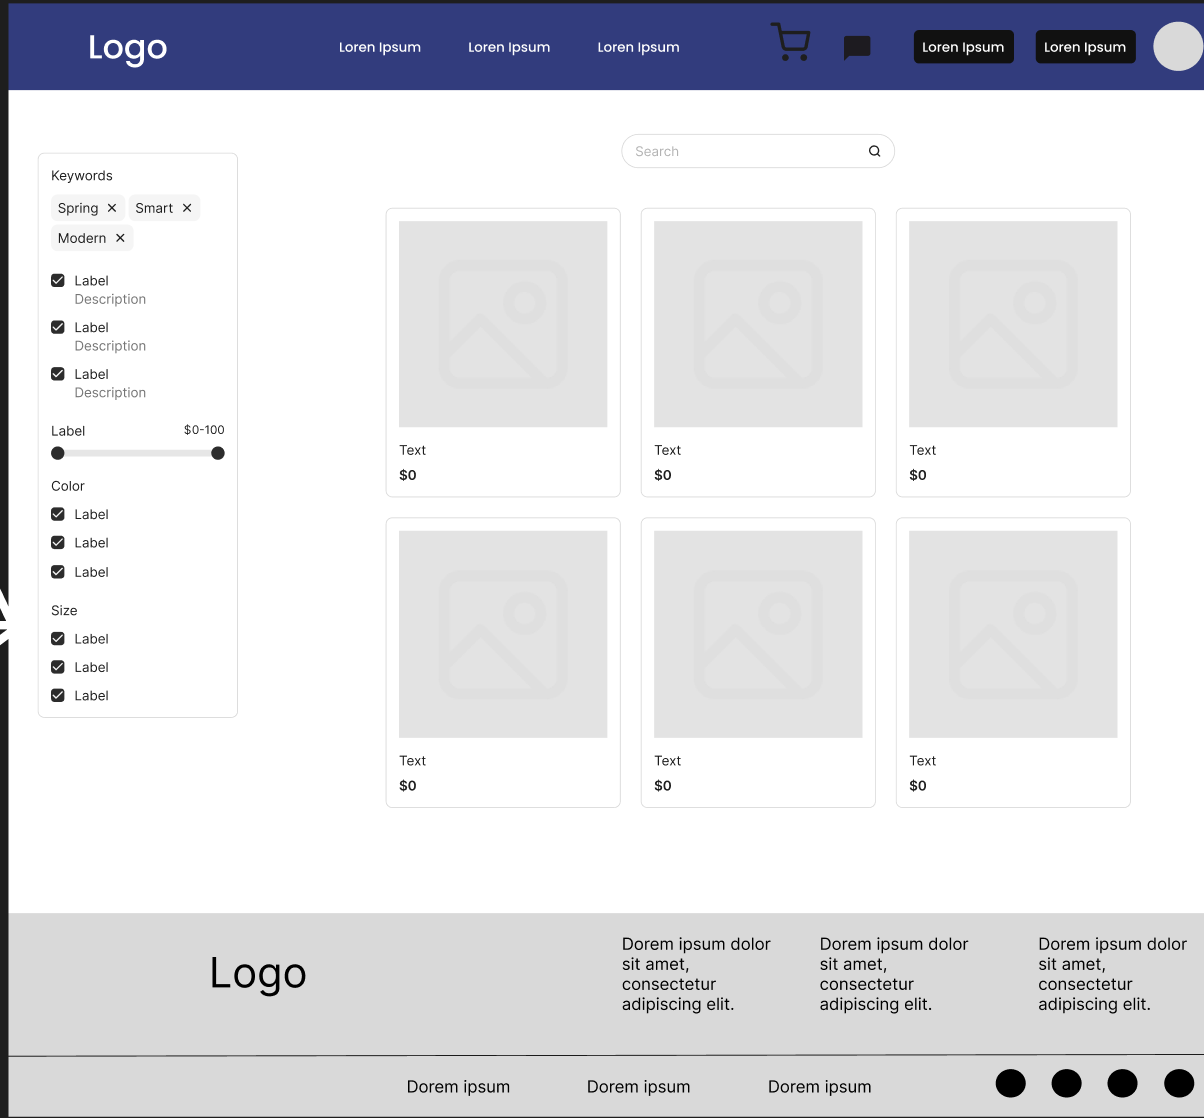 Logo
Loren Ipsum
Loren Ipsum
Loren Ipsum
Loren Ipsum
Loren Ipsum
Search
Keywords
Spring
Smart
Modern
Label
Description
Label
Description
Label
Description
Label $0-100
Color
Label
Label
Label
Size
Label
Label
Label
Text
$0
Text
$0
Text
$0
Text
$0
Text
$0
Text
$0
Logo
Dorem ipsum dolor
sit amet,
consectetur
adipiscing elit.
Dorem ipsum dolor
sit amet,
consectetur
adipiscing elit.
Dorem ipsum dolor
sit amet,
consectetur
adipiscing elit.
Dorem ipsum
Dorem ipsum
Dorem ipsum